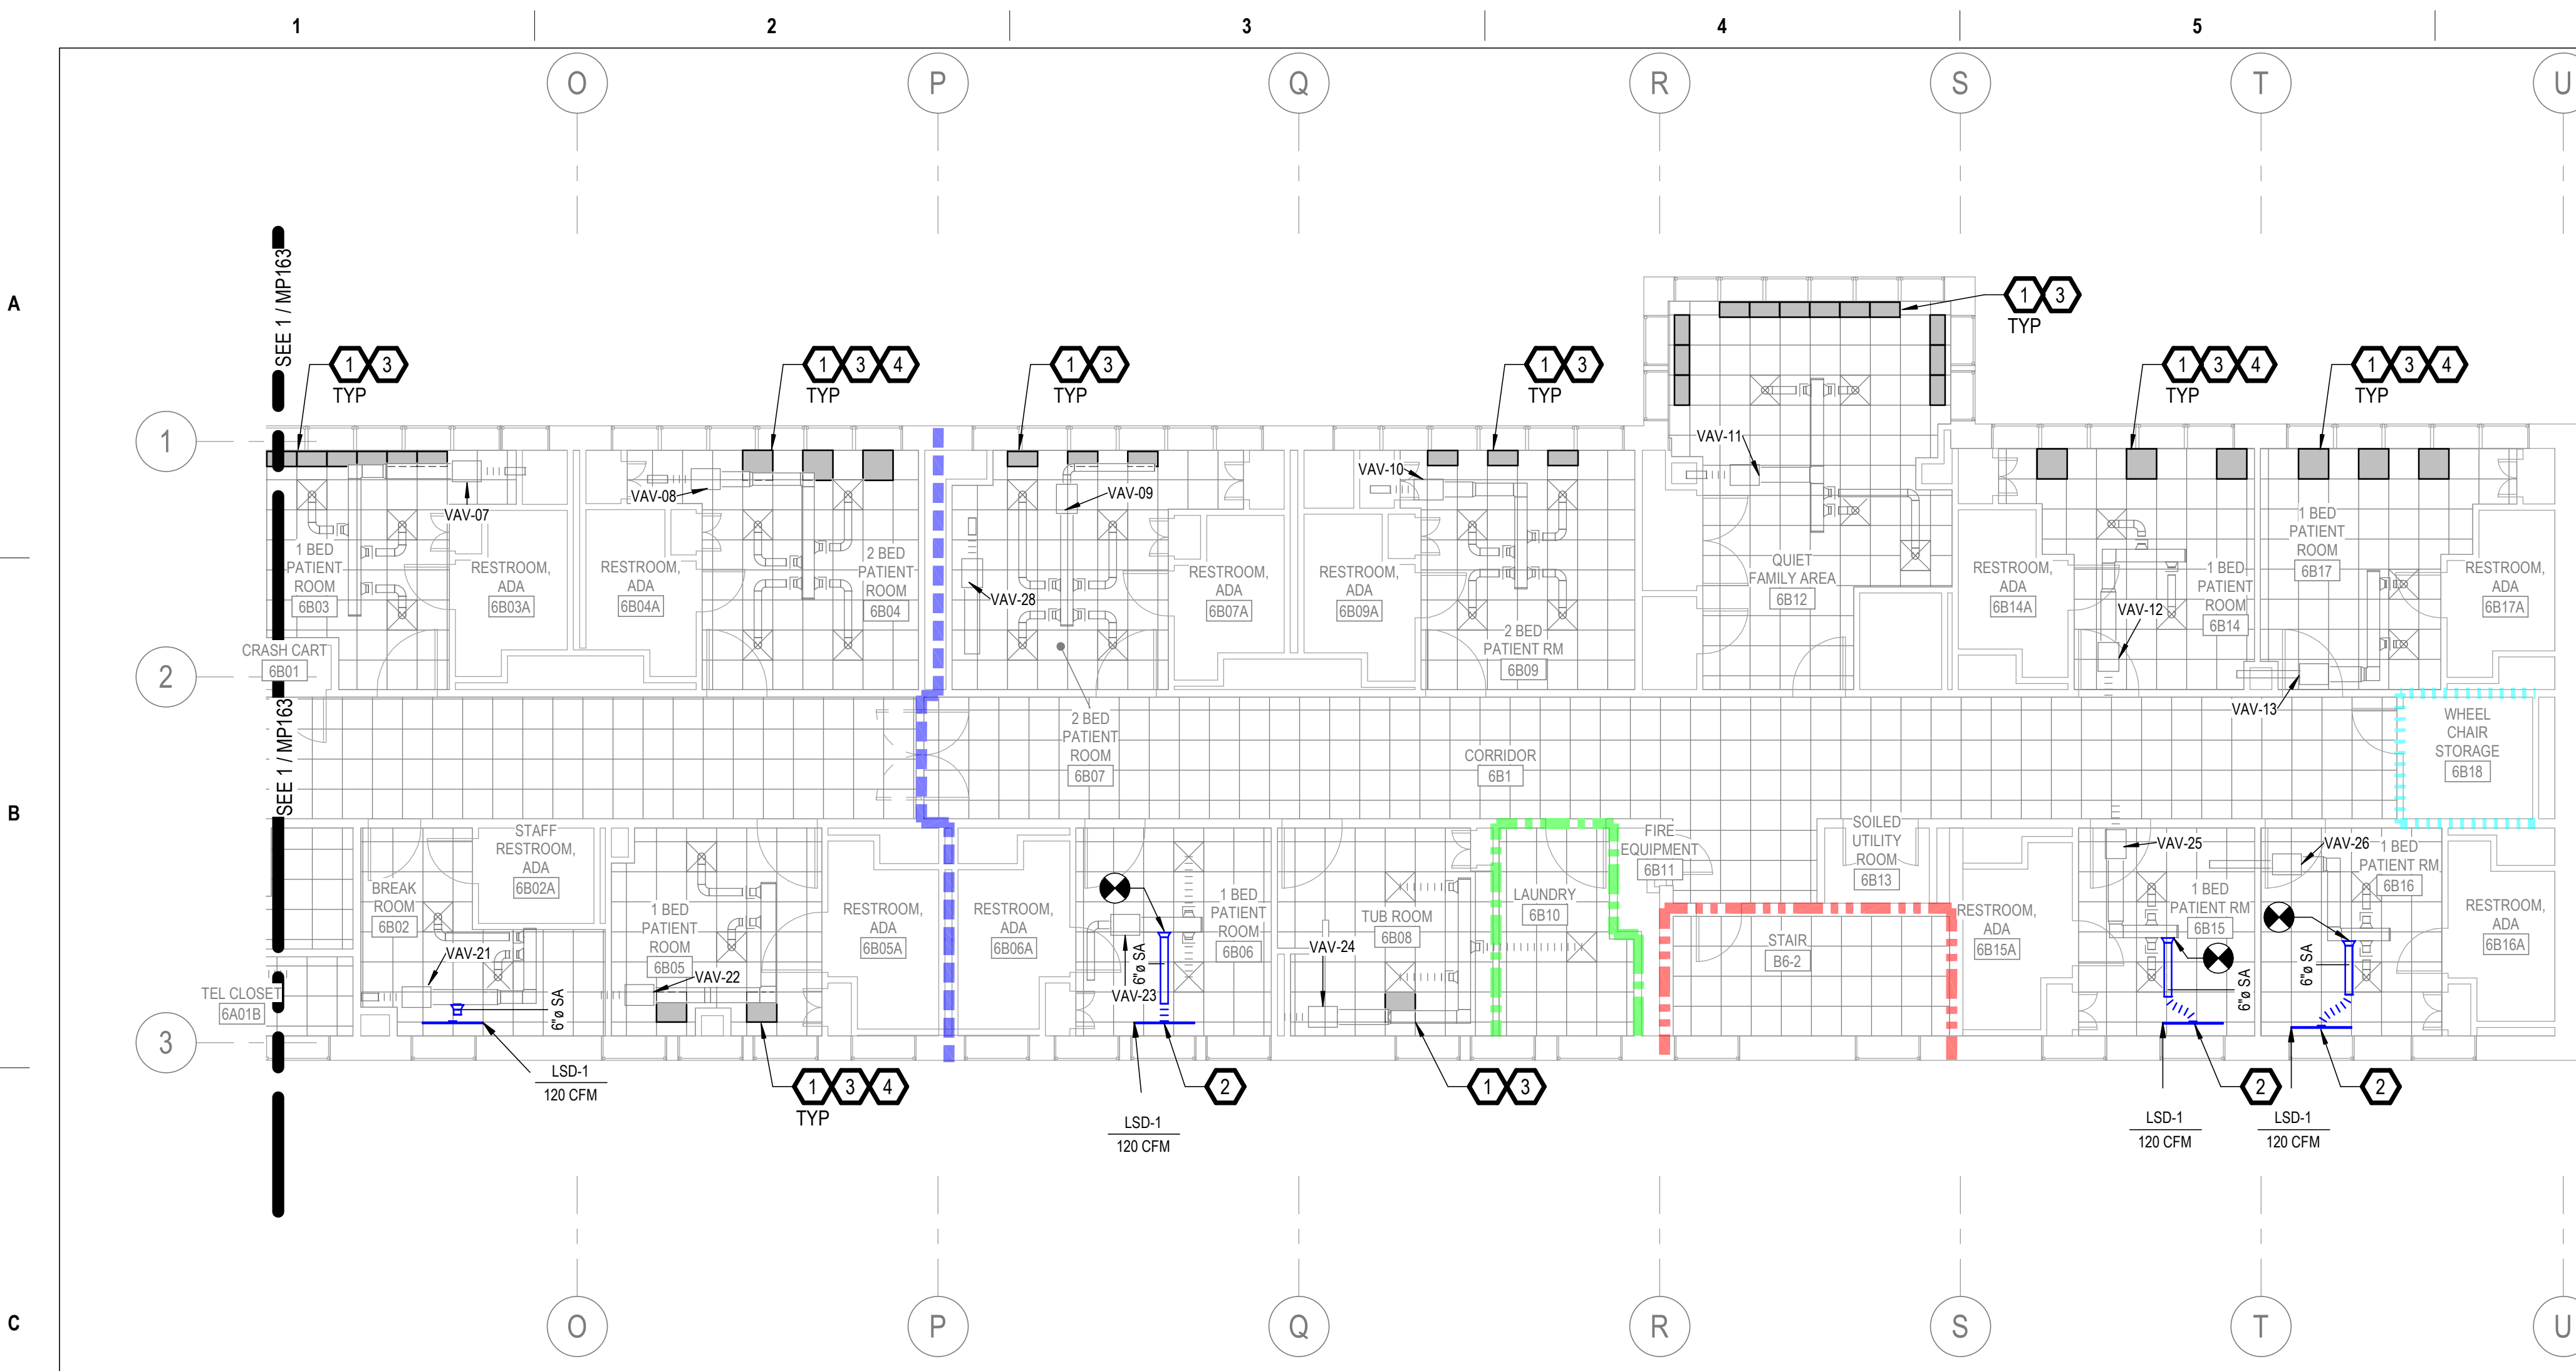 1
2
3
4
5
O
P
Q
R
S
T
U
A
SEE 1 / MP163
1
3
TYP
1
3
4
TYP
1
3
TYP
1
3
TYP
1
3
TYP
1
3
4
TYP
1
3
4
TYP
1
VAV-07
VAV-08
VAV-09
VAV-10
VAV-11
1 BED
PATIENT
ROOM
6B03
RESTROOM,
ADA
6B03A
RESTROOM,
ADA
6B04A
2 BED
PATIENT
ROOM
6B04
VAV-28
RESTROOM,
ADA
6B07A
RESTROOM,
ADA
6B09A
2 BED
PATIENT RM
6B09
QUIET
FAMILY AREA
6B12
RESTROOM,
ADA
6B14A
VAV-12
1 BED
PATIENT
ROOM
6B14
1 BED
PATIENT
ROOM
6B17
RESTROOM,
ADA
6B17A
CRASH CART
6B01
2
VAV-13
B
SEE 1 / MP163
2 BED
PATIENT
ROOM
6B07
CORRIDOR
6B1
WHEEL
CHAIR
STORAGE
6B18
STAFF
RESTROOM,
ADA
6B02A
BREAK
ROOM
6B02
VAV-21
1 BED
PATIENT
ROOM
6B05
VAV-22
RESTROOM,
ADA
6B05A
RESTROOM,
ADA
6B06A
VAV-23
6"ø SA
1 BED
PATIENT
ROOM
6B06
TUB ROOM
6B08
VAV-24
LAUNDRY
6B10
FIRE
EQUIPMENT
6B11
SOILED
UTILITY
ROOM
6B13
STAIR
B6-2
RESTROOM,
ADA
6B15A
VAV-25
1 BED
PATIENT RM
6B15
6"ø SA
VAV-26
1 BED
PATIENT RM
6B16
6"ø SA
RESTROOM,
ADA
6B16A
TEL CLOSET
6A01B
6"ø SA
3
LSD-1
120 CFM
1
3
4
TYP
LSD-1
120 CFM
2
1
3
LSD-1
120 CFM
2
LSD-1
120 CFM
2
C
O
P
Q
R
S
T
U